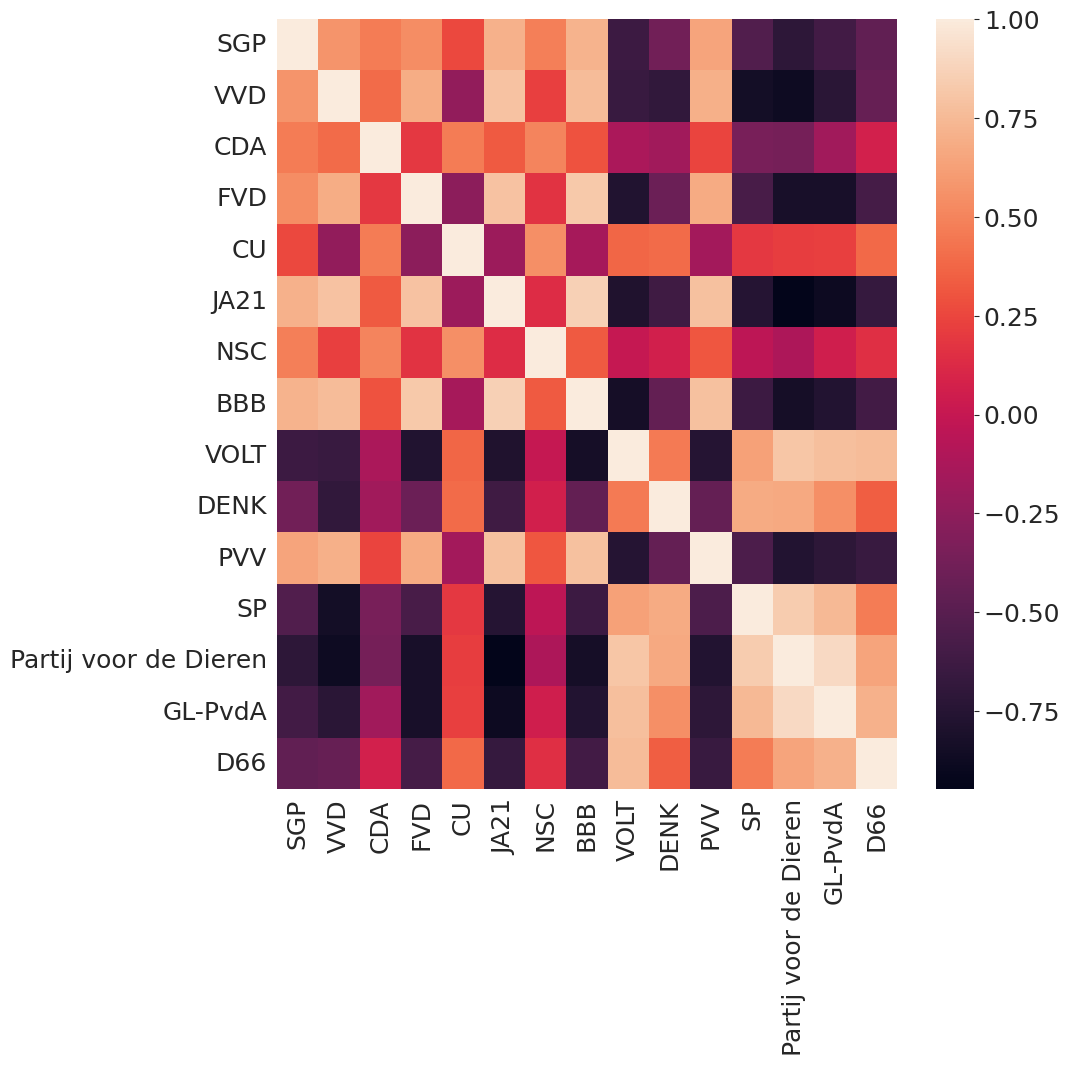 SGP
VVD
CDA
FVD
CU
JA21
NSC
BBB
VOLT
DENK
PVV
SP
Partij voor de Dieren
GL-PvdA
D66
SGP
VVD
CDA
FVD
CU
JA21
NSC
BBB
VOLT
DENK
PVV
SP
Partij voor de Dieren
GL-PvdA
D66
1.00
0.75
0.50
0.25
0.00
−0.25
−0.50
−0.75